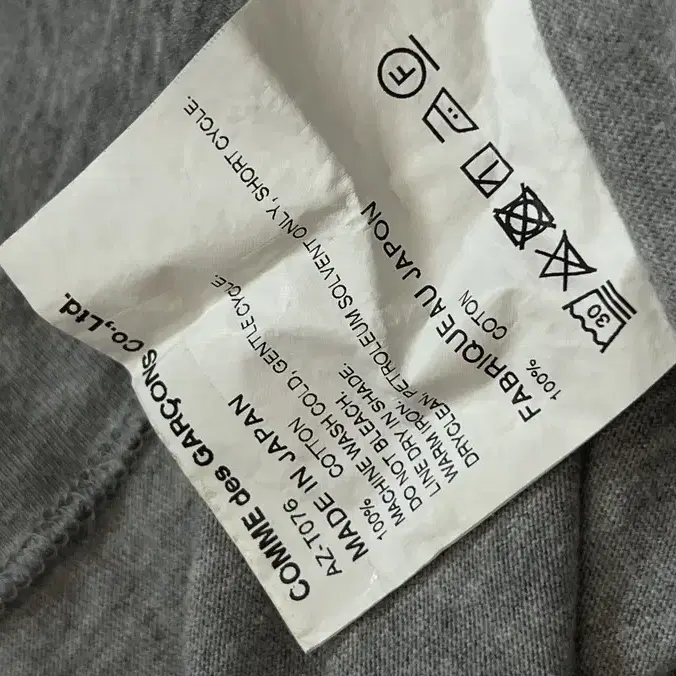 COMME des GARÇONS co.,Ltd.
AZ-T076
MADE IN JAPAN
100% COTTON
MACHINE WASH COLD, GENTLE CYCLE.
DO NOT BLEACH.
LINE DRY IN SHADE.
WARM IRON.
DRYCLEAN, PETROLEUM SOLVENT ONLY, SHORT CYCLE.
FABRIQUE AU JAPON
100% COTTON
30
F